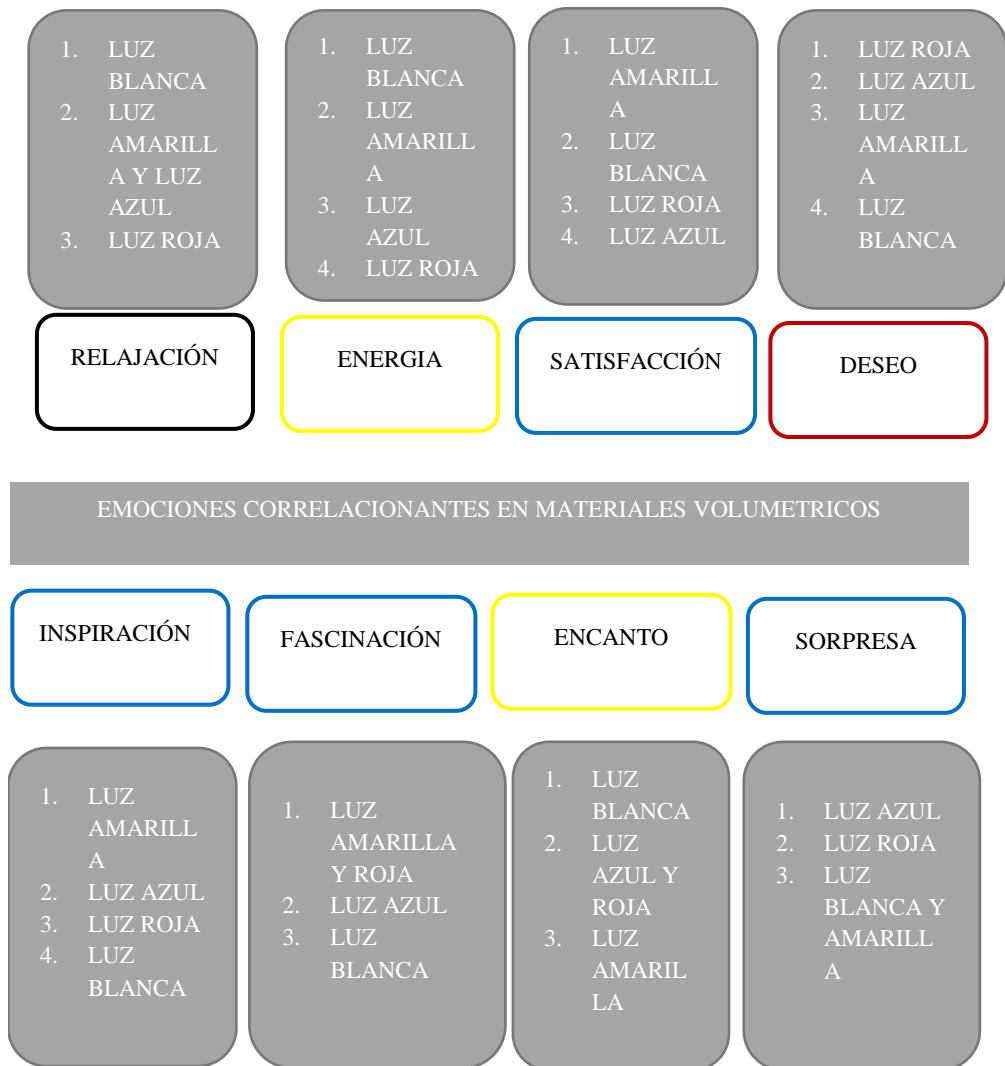 1. LUZ
BLANCA
2. LUZ
AMARILL
A Y LUZ
AZUL
3. LUZ ROJA
1. LUZ
BLANCA
2. LUZ
AMARILL
A
3. LUZ
AZUL
4. LUZ ROJA
1. LUZ
AMARILL
A
2. LUZ
BLANCA
3. LUZ ROJA
4. LUZ AZUL
1. LUZ ROJA
2. LUZ AZUL
3. LUZ
AMARILL
A
4. LUZ
BLANCA
RELAJACIÓN
ENERGIA
SATISFACCIÓN
DESEO
EMOCIONES CORRELACIONANTES EN MATERIALES VOLUMETRICOS
INSPIRACIÓN
FASCINACIÓN
ENCANTO
SORPRESA
1. LUZ
AMARILL
A
2. LUZ AZUL
3. LUZ ROJA
4. LUZ
BLANCA
1. LUZ
AMARILLA
Y ROJA
2. LUZ AZUL
3. LUZ
BLANCA
1. LUZ
BLANCA
2. LUZ
AZUL Y
ROJA
3. LUZ
AMARIL
LA
1. LUZ AZUL
2. LUZ ROJA
3. LUZ
BLANCA Y
AMARILL
A